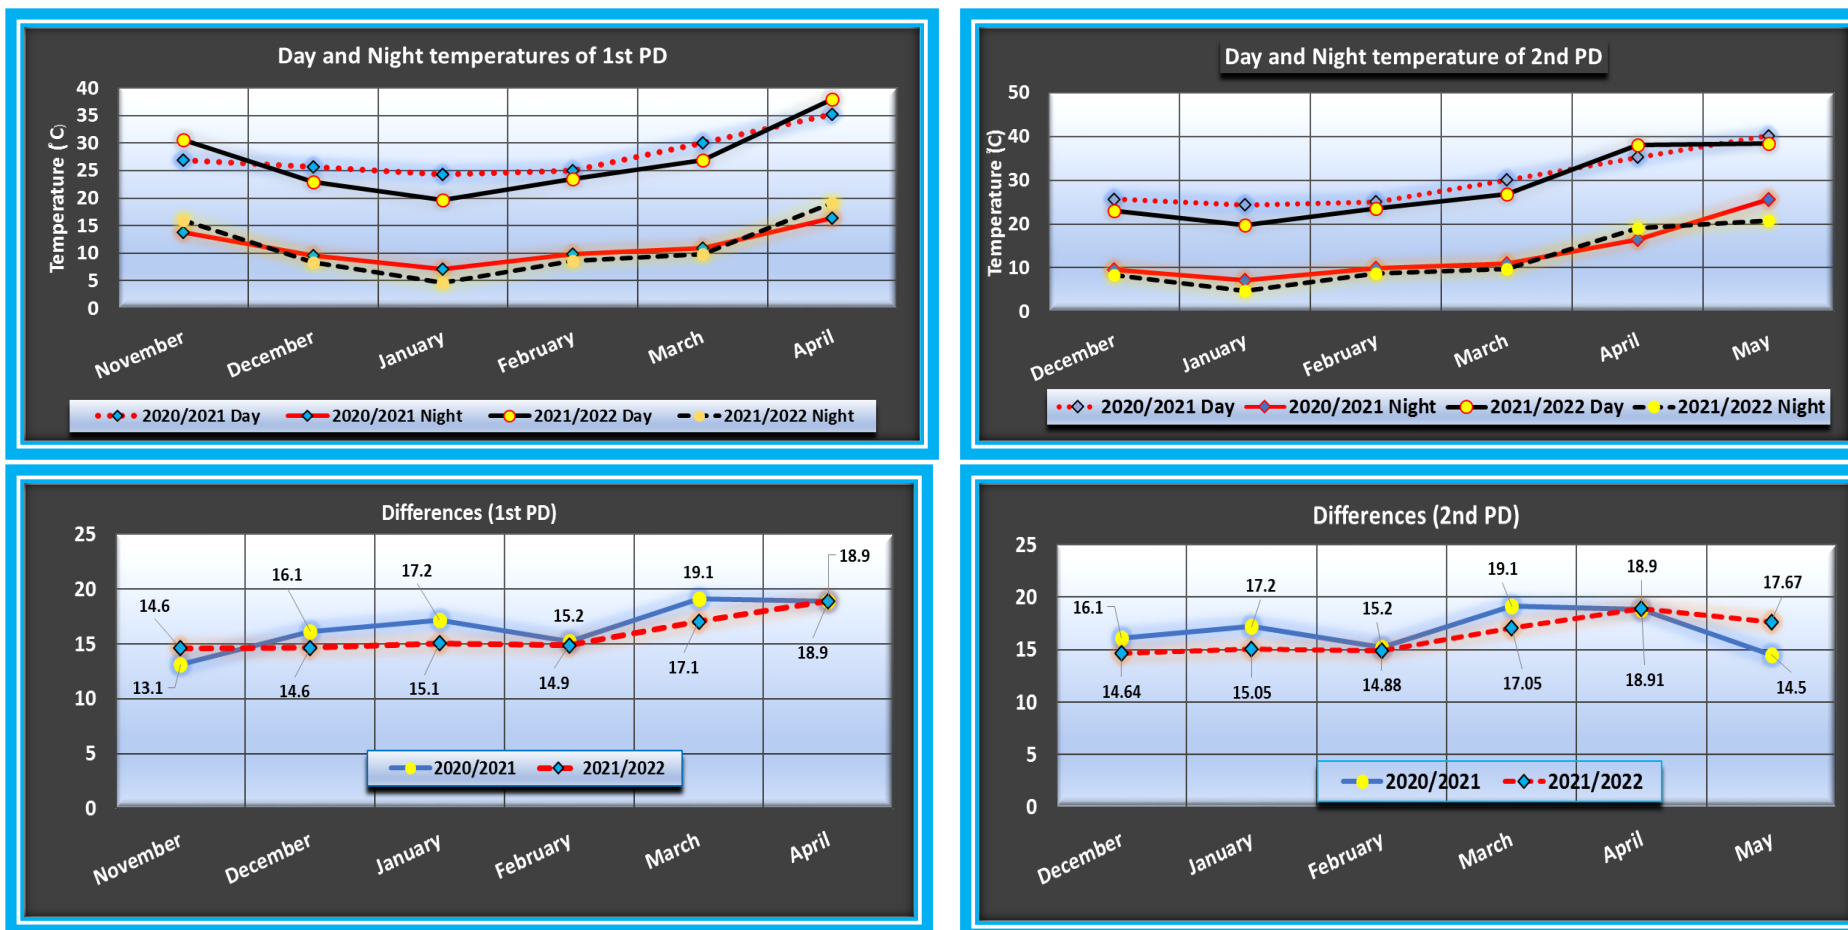 Day and Night temperatures of 1st PD
Temperature (°C)
40
35
30
25
20
15
10
5
0
November
December
January
February
March
April
2020/2021 Day
2020/2021 Night
2021/2022 Day
2021/2022 Night
Day and Night temperature of 2nd PD
Temperature (°C)
50
40
30
20
10
0
December
January
February
March
April
May
2020/2021 Day
2020/2021 Night
2021/2022 Day
2021/2022 Night
Differences (1st PD)
25
20
15
10
5
0
14.6
13.1
16.1
14.6
17.2
15.1
15.2
14.9
19.1
17.1
18.9
18.9
2020/2021
2021/2022
November
December
January
February
March
April
Differences (2nd PD)
25
20
15
10
5
0
16.1
14.64
17.2
15.05
15.2
14.88
19.1
17.05
18.9
18.91
17.67
14.5
2020/2021
2021/2022
December
January
February
March
April
May